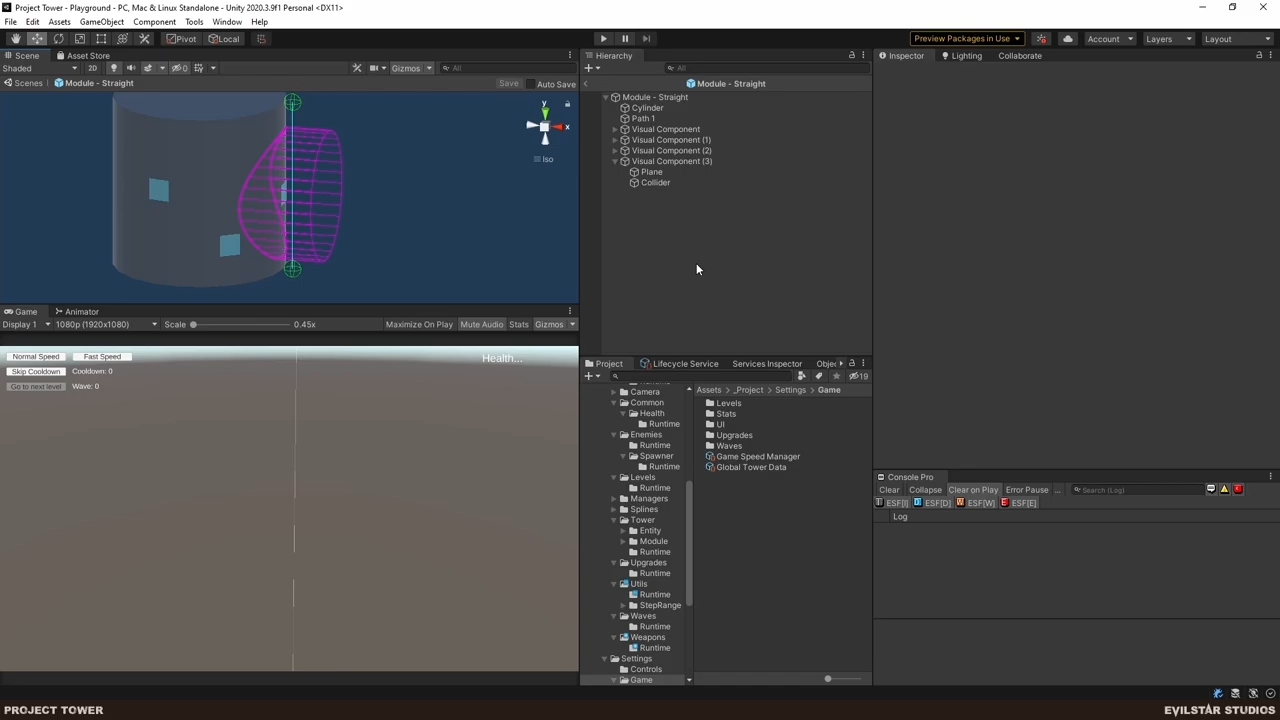 Project Tower - Playground - PC, Mac & Linux Standalone - Unity 2020.3.9f1 Personal <DX11>
File Edit Assets GameObject Component Tools Window Help
Pivot Local Preview Packages in Use Account Layers Layout
Scene Asset Store
Shaded 2D 0 Gizmos All
Scenes Module - Straight Save Auto Save
y
x
Iso
Hierarchy
All
Module - Straight
Module - Straight
Cylinder
Path 1
Visual Component
Visual Component (1)
Visual Component (2)
Visual Component (3)
Plane
Collider
Inspector Lighting Collaborate
Game Animator
Display 1 1080p (1920x1080) Scale 0.45x Maximize On Play Mute Audio Stats Gizmos
Normal Speed Fast Speed Health...
Skip Cooldown Cooldown: 0
Go to next level Wave: 0
Project Lifecycle Service Services Inspector Objec
19
Camera
Common
Health
Runtime
Enemies
Runtime
Spawner
Runtime
Levels
Runtime
Managers
Splines
Tower
Entity
Module
Runtime
Upgrades
Runtime
Utils
Runtime
StepRange
Waves
Runtime
Weapons
Runtime
Settings
Controls
Game
Assets _Project Settings Game
Levels
Stats
UI
Upgrades
Waves
Game Speed Manager
Global Tower Data
Console Pro
Clear Collapse Clear on Play Error Pause ... Search (Log)
ESF[I] ESF[D] ESF[W] ESF[E]
Log
PROJECT TOWER EVILSTAR STUDIOS